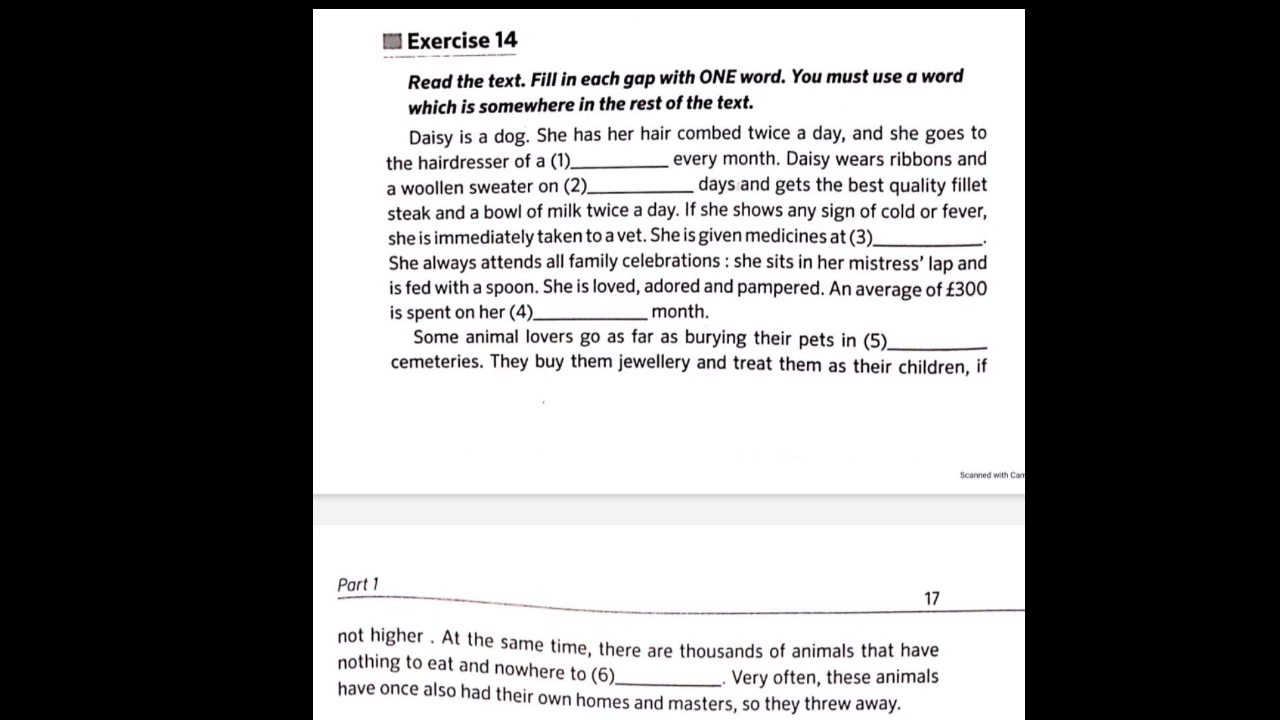 Exercise 14
Read the text. Fill in each gap with ONE word. You must use a word
which is somewhere in the rest of the text.
Daisy is a dog. She has her hair combed twice a day, and she goes to
the hairdresser of a (1)__________ every month. Daisy wears ribbons and
a woollen sweater on (2)__________ days and gets the best quality fillet
steak and a bowl of milk twice a day. If she shows any sign of cold or fever,
she is immediately taken to a vet. She is given medicines at (3)__________.
She always attends all family celebrations : she sits in her mistress' lap and
is fed with a spoon. She is loved, adored and pampered. An average of £300
is spent on her (4)__________ month.
Some animal lovers go as far as burying their pets in (5)__________
cemeteries. They buy them jewellery and treat them as their children, if
Scanned with Cam
Part 1
17
not higher . At the same time, there are thousands of animals that have
nothing to eat and nowhere to (6)__________. Very often, these animals
have once also had their own homes and masters, so they threw away.